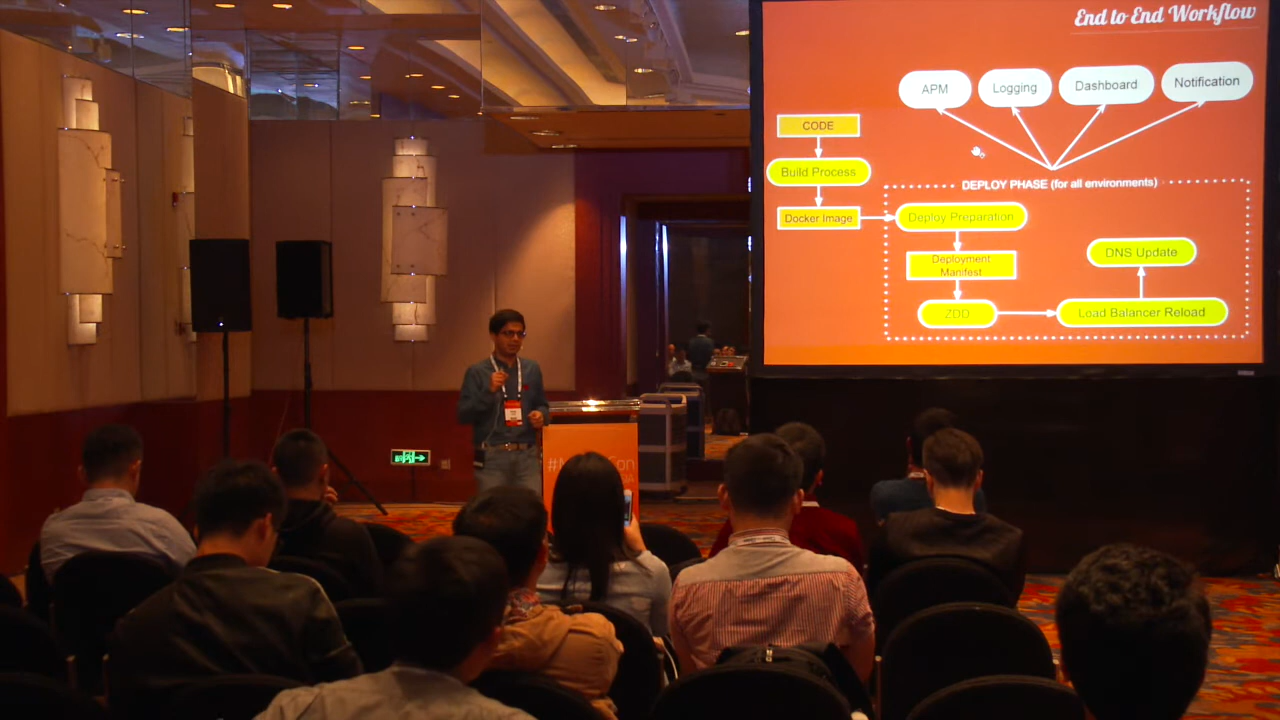 End to End Workflow
APM
Logging
Dashboard
Notification
CODE
Build Process
Docker Image
DEPLOY PHASE (for all environments)
Deploy Preparation
Deployment
Manifest
ZDD
Load Balancer Reload
DNS Update